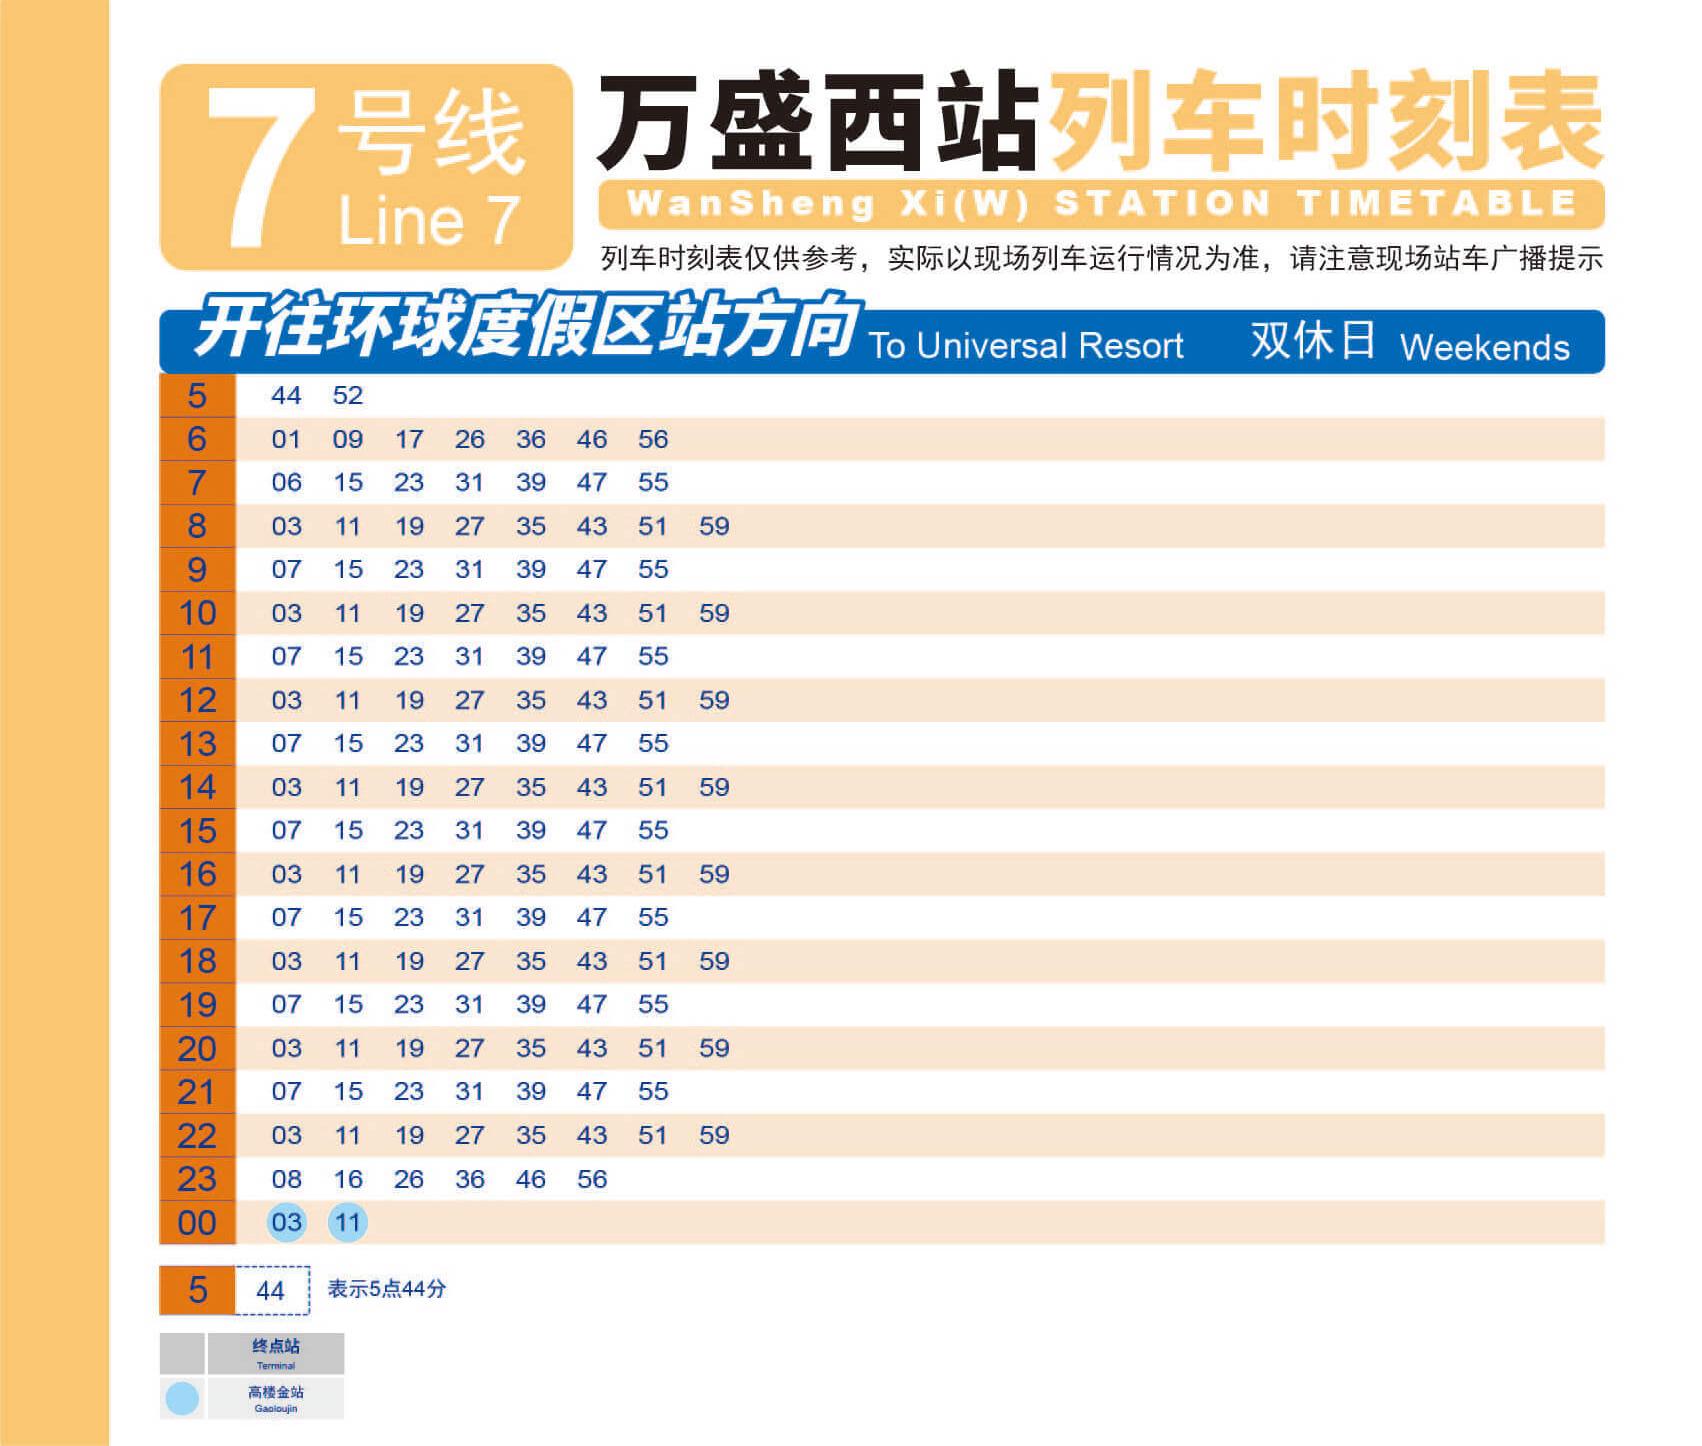 7号线
Line 7
万盛西站列车时刻表
WanSheng Xi(W) STATION TIMETABLE
列车时刻表仅供参考，实际以现场列车运行情况为准，请注意现场站车广播提示
开往环球度假区站方向 To Universal Resort 双休日 Weekends
5 44 52
6 01 09 17 26 36 46 56
7 06 15 23 31 39 47 55
8 03 11 19 27 35 43 51 59
9 07 15 23 31 39 47 55
10 03 11 19 27 35 43 51 59
11 07 15 23 31 39 47 55
12 03 11 19 27 35 43 51 59
13 07 15 23 31 39 47 55
14 03 11 19 27 35 43 51 59
15 07 15 23 31 39 47 55
16 03 11 19 27 35 43 51 59
17 07 15 23 31 39 47 55
18 03 11 19 27 35 43 51 59
19 07 15 23 31 39 47 55
20 03 11 19 27 35 43 51 59
21 07 15 23 31 39 47 55
22 03 11 19 27 35 43 51 59
23 08 16 26 36 46 56
00 03 11
5 44 表示5点44分
终点站
Terminal
高楼金站
Gaoloujin